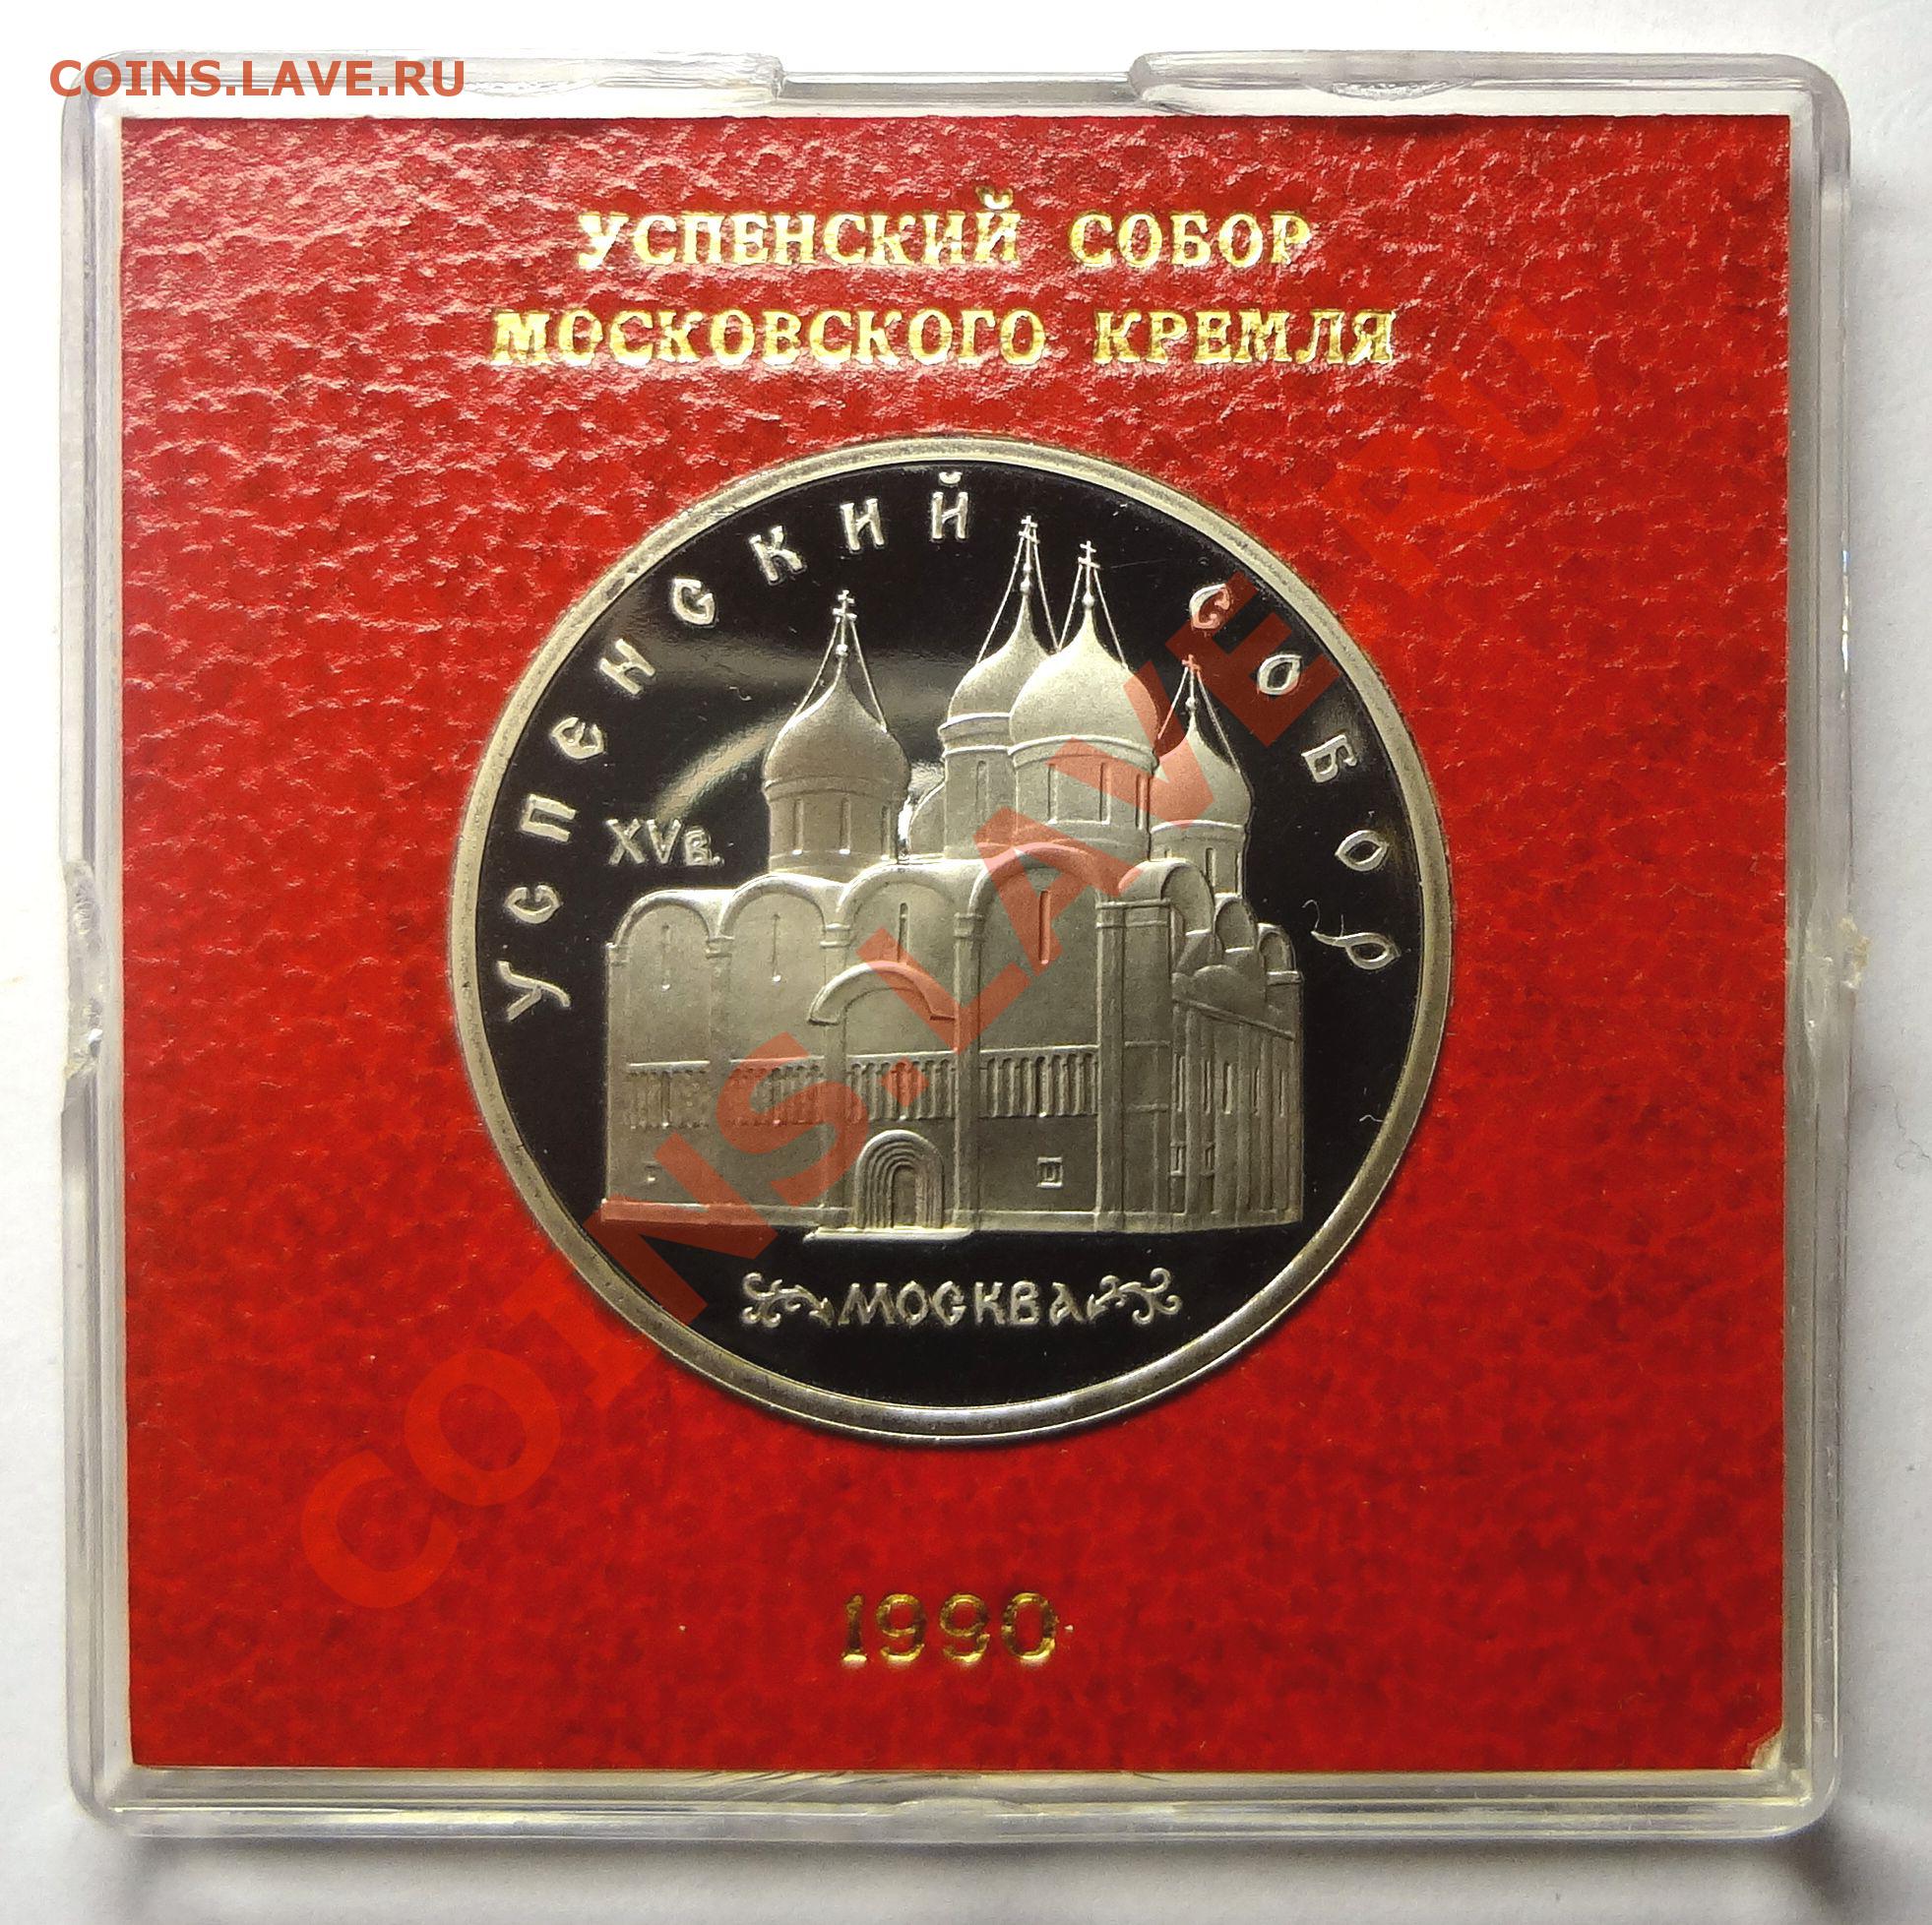 COINS.LAVE.RU
УСПЕНСКИЙ СОБОР
МОСКОВСКОГО КРЕМЛЯ
УСПЕНСКИЙ СОБОР
XVв.
МОСКВА
COINS.LAVE.RU
1990